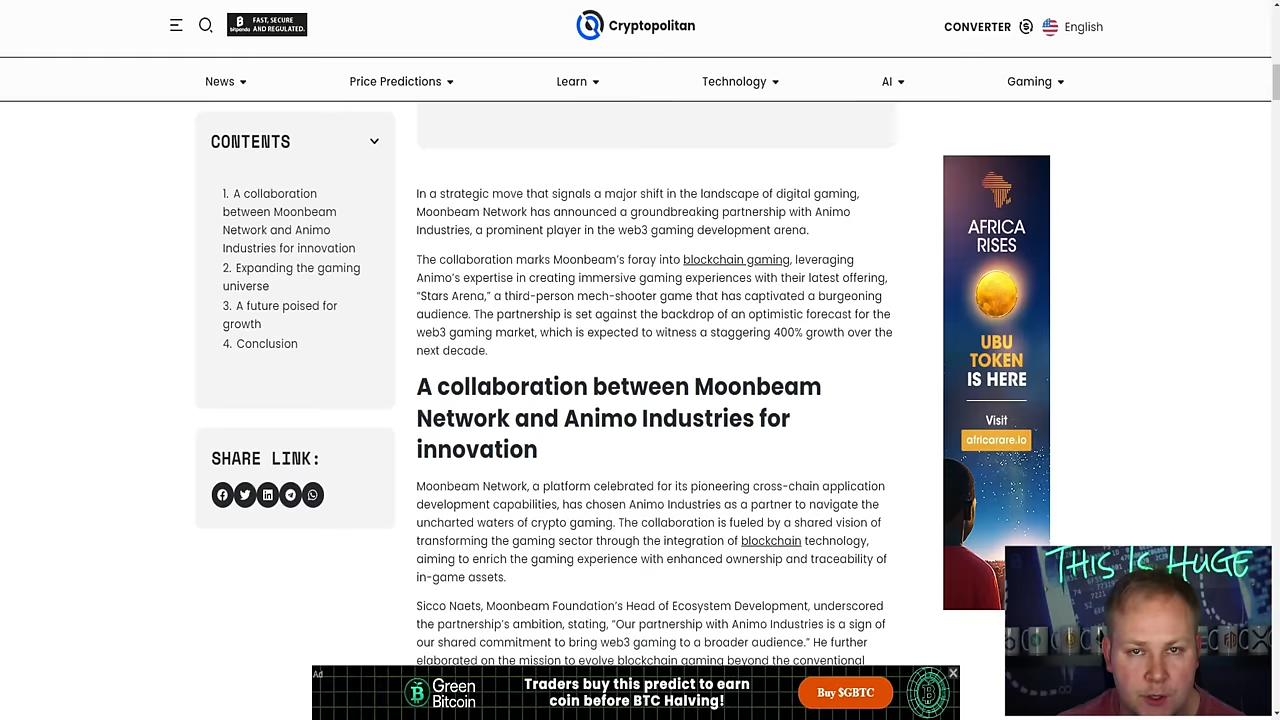 bitpanda
FAST, SECURE
AND REGULATED.
Cryptopolitan
CONVERTER
English
News
Price Predictions
Learn
Technology
AI
Gaming
CONTENTS
1. A collaboration
between Moonbeam
Network and Animo
Industries for innovation
2. Expanding the gaming
universe
3. A future poised for
growth
4. Conclusion
SHARE LINK:
In a strategic move that signals a major shift in the landscape of digital gaming,
Moonbeam Network has announced a groundbreaking partnership with Animo
Industries, a prominent player in the web3 gaming development arena.
The collaboration marks Moonbeam’s foray into blockchain gaming, leveraging
Animo’s expertise in creating immersive gaming experiences with their latest offering,
“Stars Arena,” a third-person mech-shooter game that has captivated a burgeoning
audience. The partnership is set against the backdrop of an optimistic forecast for the
web3 gaming market, which is expected to witness a staggering 400% growth over the
next decade.
A collaboration between Moonbeam
Network and Animo Industries for
innovation
Moonbeam Network, a platform celebrated for its pioneering cross-chain application
development capabilities, has chosen Animo Industries as a partner to navigate the
uncharted waters of crypto gaming. The collaboration is fueled by a shared vision of
transforming the gaming sector through the integration of blockchain technology,
aiming to enrich the gaming experience with enhanced ownership and traceability of
in-game assets.
Sicco Naets, Moonbeam Foundation’s Head of Ecosystem Development, underscored
the partnership’s ambition, stating, “Our partnership with Animo Industries is a sign of
our shared commitment to bring web3 gaming to a broader audience.” He further
elaborated on the mission to evolve blockchain gaming beyond the conventional
AFRICA
RISES
UBU
TOKEN
IS HERE
Visit
africarare.io
THIS IS HUGE
Ad
Green
Bitcoin
Traders buy this predict to earn
coin before BTC Halving!
Buy $GBTC